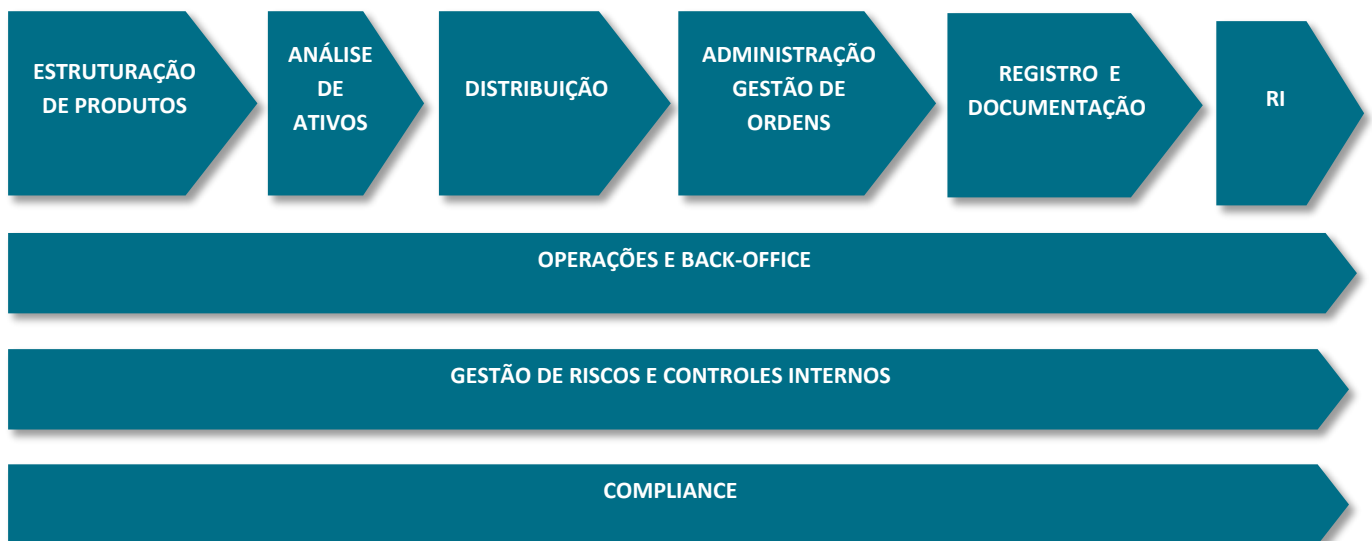 ESTRUTURAÇÃO
DE PRODUTOS
ANÁLISE
DE
ATIVOS
DISTRIBUIÇÃO
ADMINISTRAÇÃO
GESTÃO DE
ORDENS
REGISTRO E
DOCUMENTAÇÃO
RI
OPERAÇÕES E BACK-OFFICE
GESTÃO DE RISCOS E CONTROLES INTERNOS
COMPLIANCE